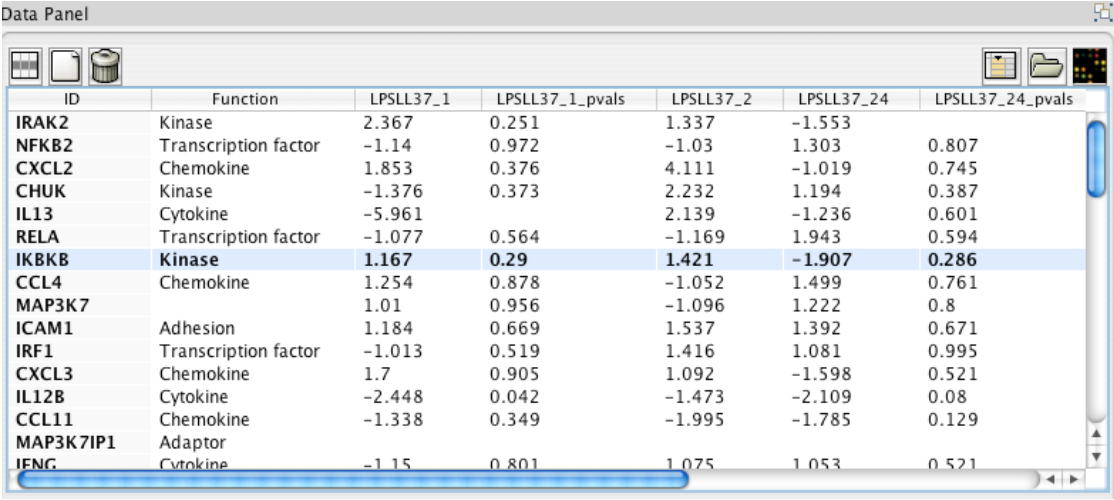 Data Panel
ID Function LPSLL37_1 LPSLL37_1_pvals LPSLL37_2 LPSLL37_24 LPSLL37_24_pvals
IRAK2 Kinase 2.367 0.251 1.337 −1.553
NFKB2 Transcription factor −1.14 0.972 −1.03 1.303 0.807
CXCL2 Chemokine 1.853 0.376 4.111 −1.019 0.745
CHUK Kinase −1.376 0.373 2.232 1.194 0.387
IL13 Cytokine −5.961 2.139 −1.236 0.601
RELA Transcription factor −1.077 0.564 −1.169 1.943 0.594
IKBKB Kinase 1.167 0.29 1.421 −1.907 0.286
CCL4 Chemokine 1.254 0.878 −1.052 1.499 0.761
MAP3K7 1.01 0.956 −1.096 1.222 0.8
ICAM1 Adhesion 1.184 0.669 1.537 1.392 0.671
IRF1 Transcription factor −1.013 0.519 1.416 1.081 0.995
CXCL3 Chemokine 1.7 0.905 1.092 −1.598 0.521
IL12B Cytokine −2.448 0.042 −1.473 −2.109 0.08
CCL11 Chemokine −1.338 0.349 −1.995 −1.785 0.129
MAP3K7IP1 Adaptor
IFNG Cytokine −1.15 0.801 1.075 1.053 0.521